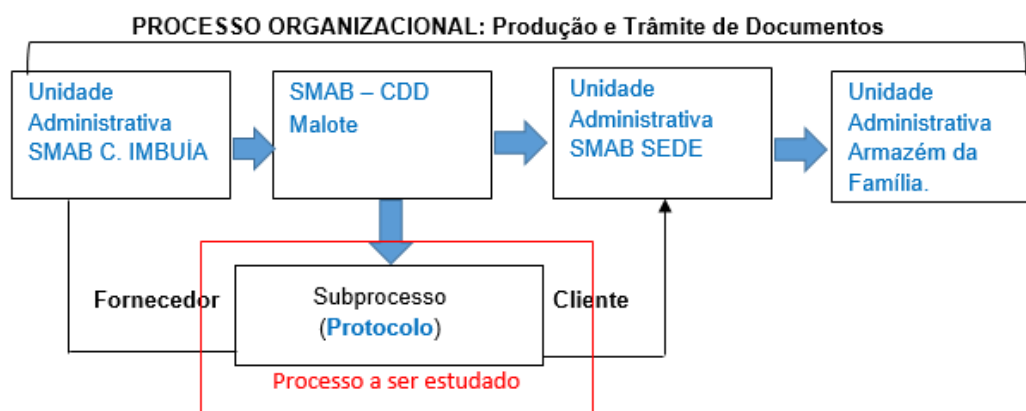 PROCESSO ORGANIZACIONAL: Produção e Trâmite de Documentos
Unidade
Administrativa
SMAB C. IMBUÍA
SMAB – CDD
Malote
Unidade
Administrativa
SMAB SEDE
Unidade
Administrativa
Armazém da
Família.
Fornecedor
Subprocesso
(Protocolo)
Cliente
Processo a ser estudado